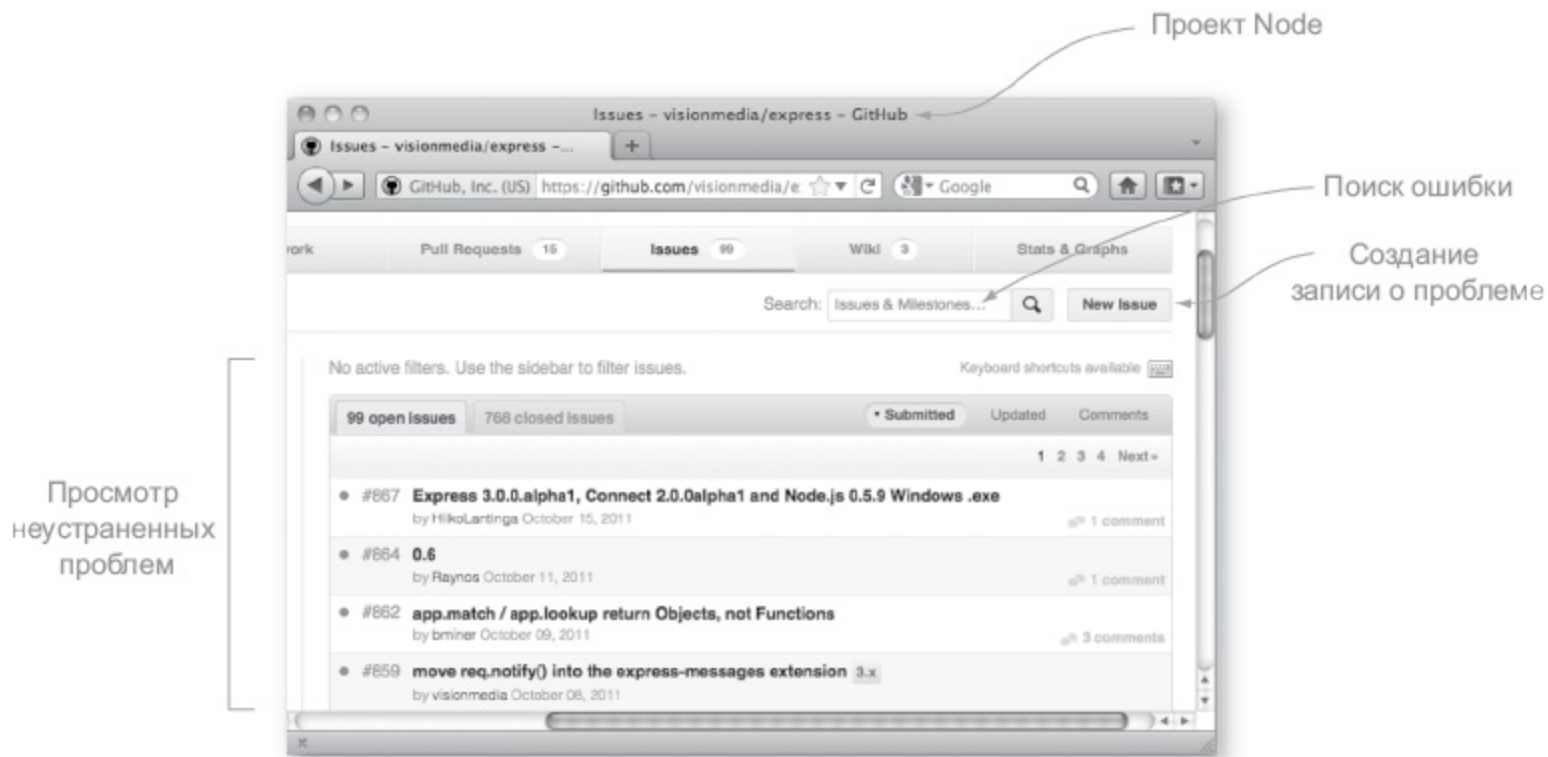 Проект Node
Issues – visionmedia/express – GitHub
Issues – visionmedia/express –...
GitHub, Inc. (US) https://github.com/visionmedia/e Google
Поиск ошибки
Pull Requests 15 Issues 99 Wiki 3 Stats & Graphs
Создание
записи о проблеме
Search: Issues & Milestones... New Issue
No active filters. Use the sidebar to filter issues. Keyboard shortcuts available
99 open issues 768 closed issues • Submitted Updated Comments
1 2 3 4 Next»
Просмотр
неустраненных
проблем
#867 Express 3.0.0.alpha1, Connect 2.0.0alpha1 and Node.js 0.5.9 Windows .exe
by HilkoLantinga October 15, 2011 1 comment
#864 0.6
by Raynos October 11, 2011 1 comment
#862 app.match / app.lookup return Objects, not Functions
by bminer October 09, 2011 3 comments
#859 move req.notify() into the express-messages extension 3.x
by visionmedia October 08, 2011